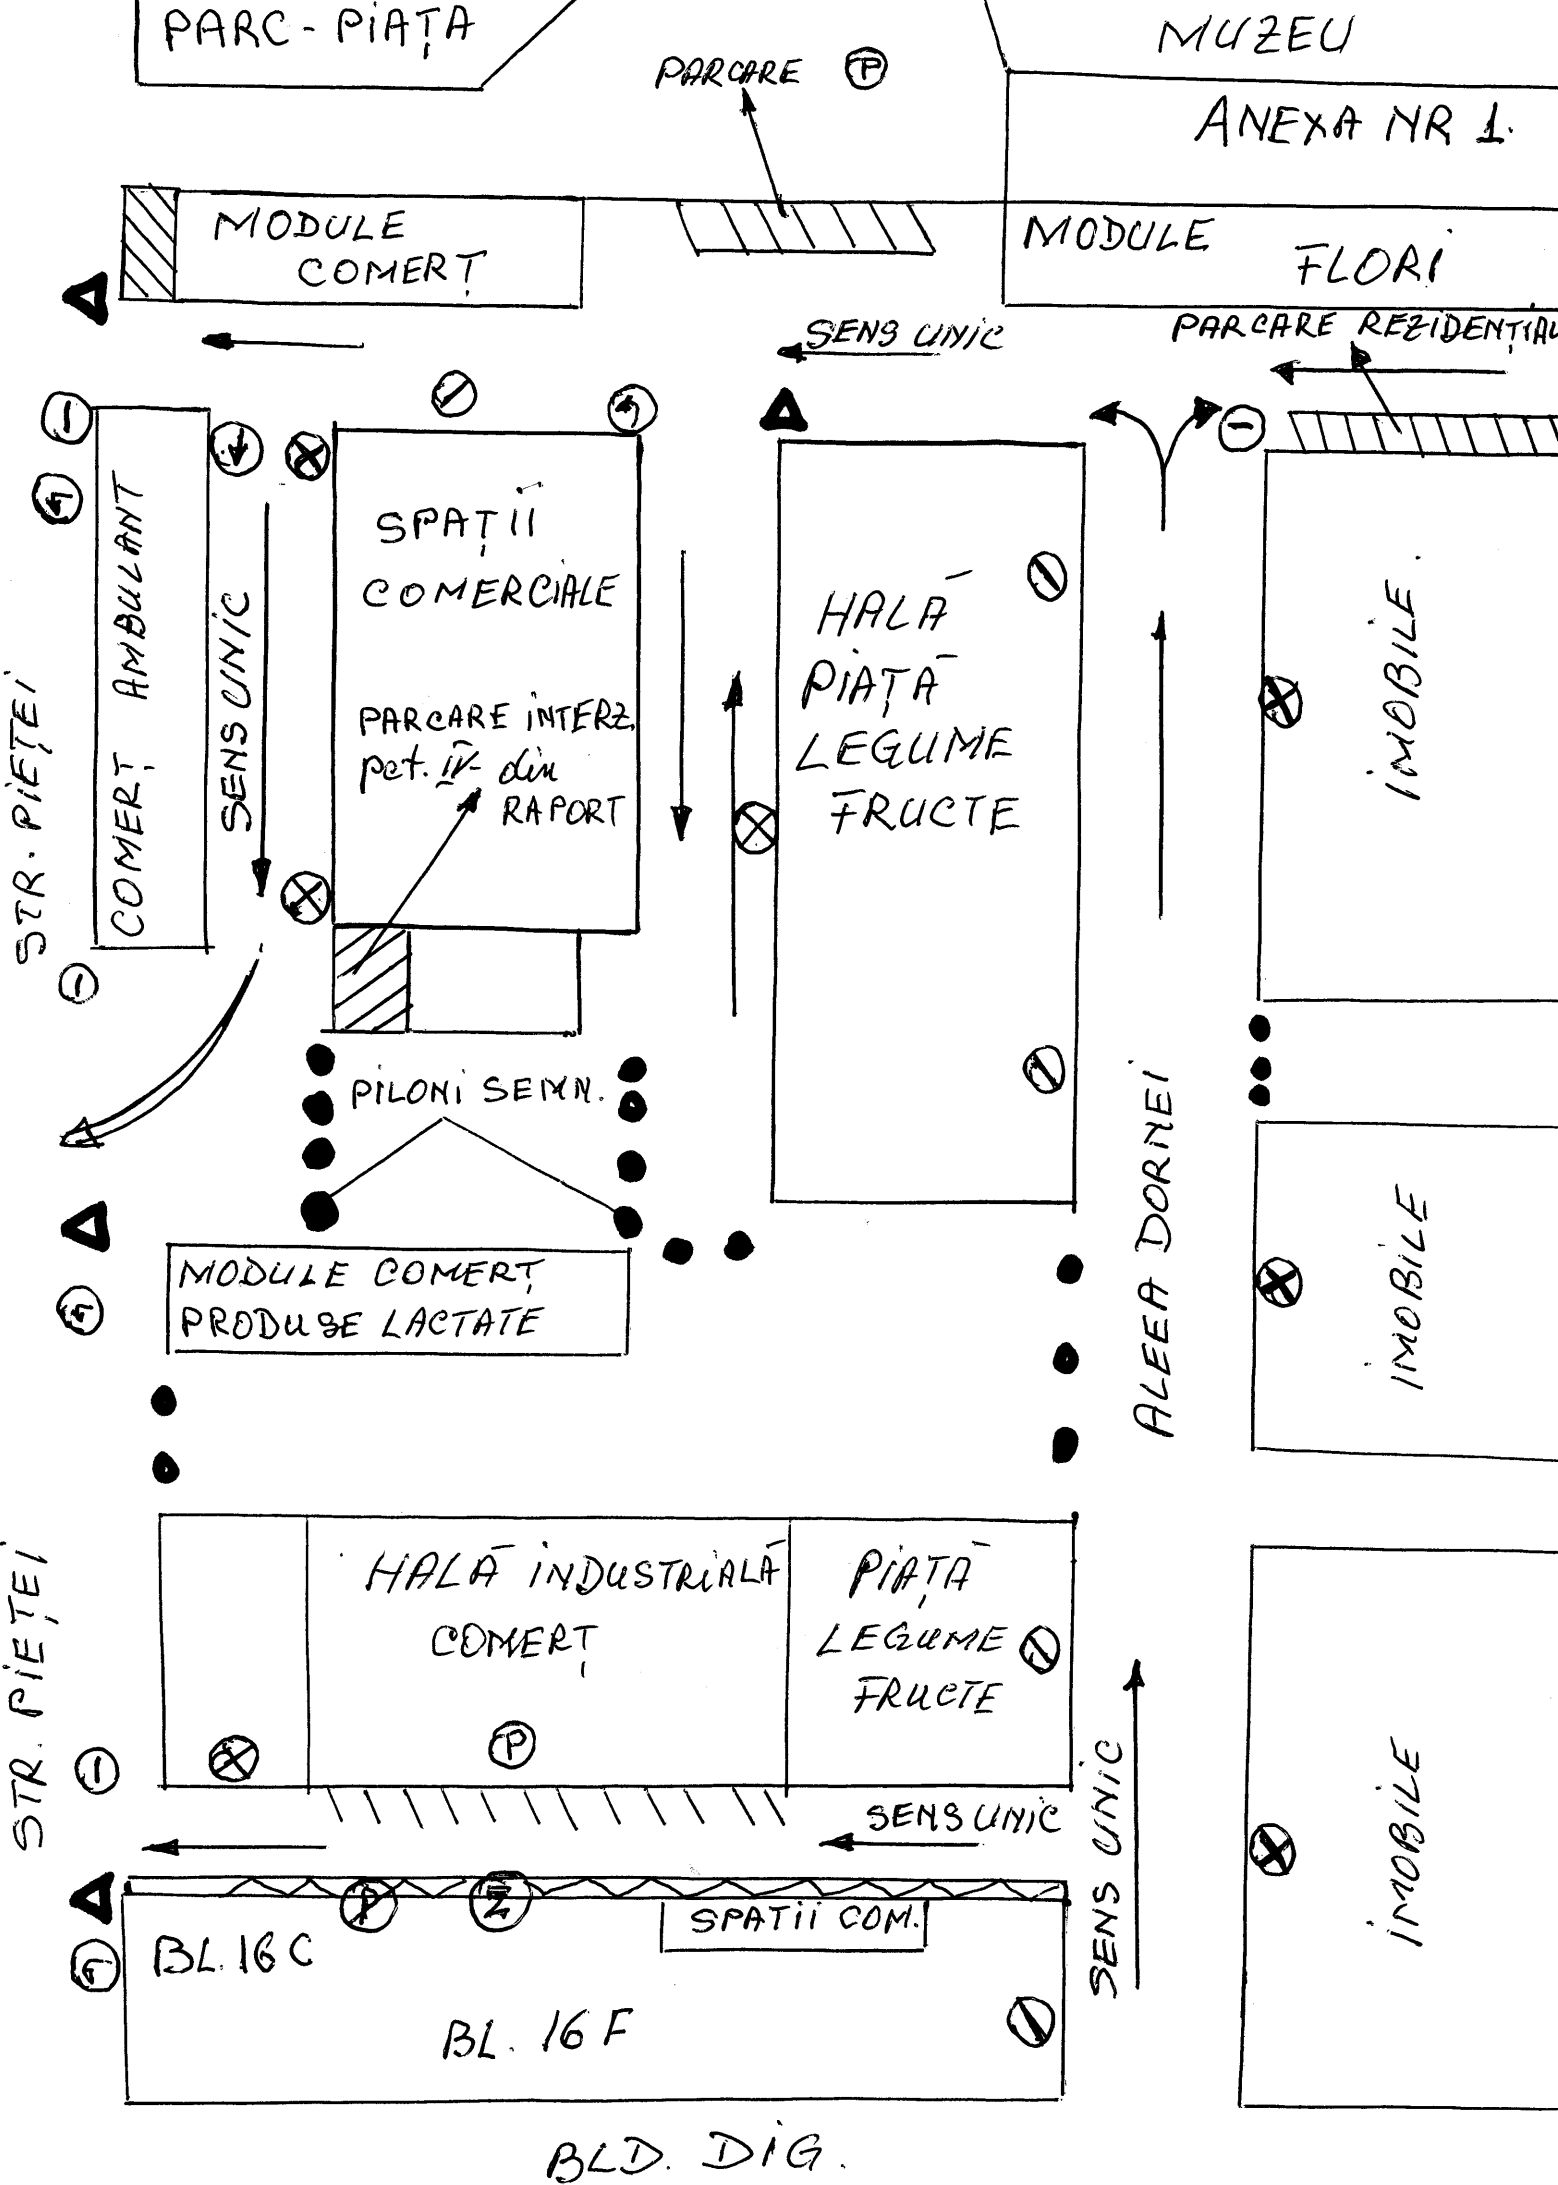 PARC - PIAȚA
MUZEU
PARCARE P
ANEXA NR 1.
MODULE
COMERȚ
MODULE
FLORI
SENS UNIC
PARCARE REZIDENȚIAL
STR. PIEȚEI
COMERȚ AMBULANT
SENS UNIC
SPAȚII
COMERCIALE
PARCARE INTERZ.
pct. IV din
RAPORT
HALĂ
PIAȚĂ
LEGUME
FRUCTE
IMOBILE
PILONI SEMN.
MODULE COMERȚ
PRODUSE LACTATE
ALEEA DORNEI
IMOBILE
STR. PIEȚEI
HALĂ INDUSTRIALĂ
COMERȚ
PIAȚĂ
LEGUME
FRUCTE
P
SENS UNIC
SENS UNIC
IMOBILE
P
Z
SPATII COM.
BL. 16 C
BL. 16 F
BLD. DIG.